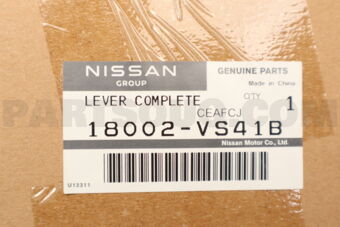 NISSAN GENUINE PARTS
GROUP Made in China
LEVER COMPLETE QTY
CEAFCJ 1
18002-VS41B
Nissan Motor Co., Ltd.
U12311